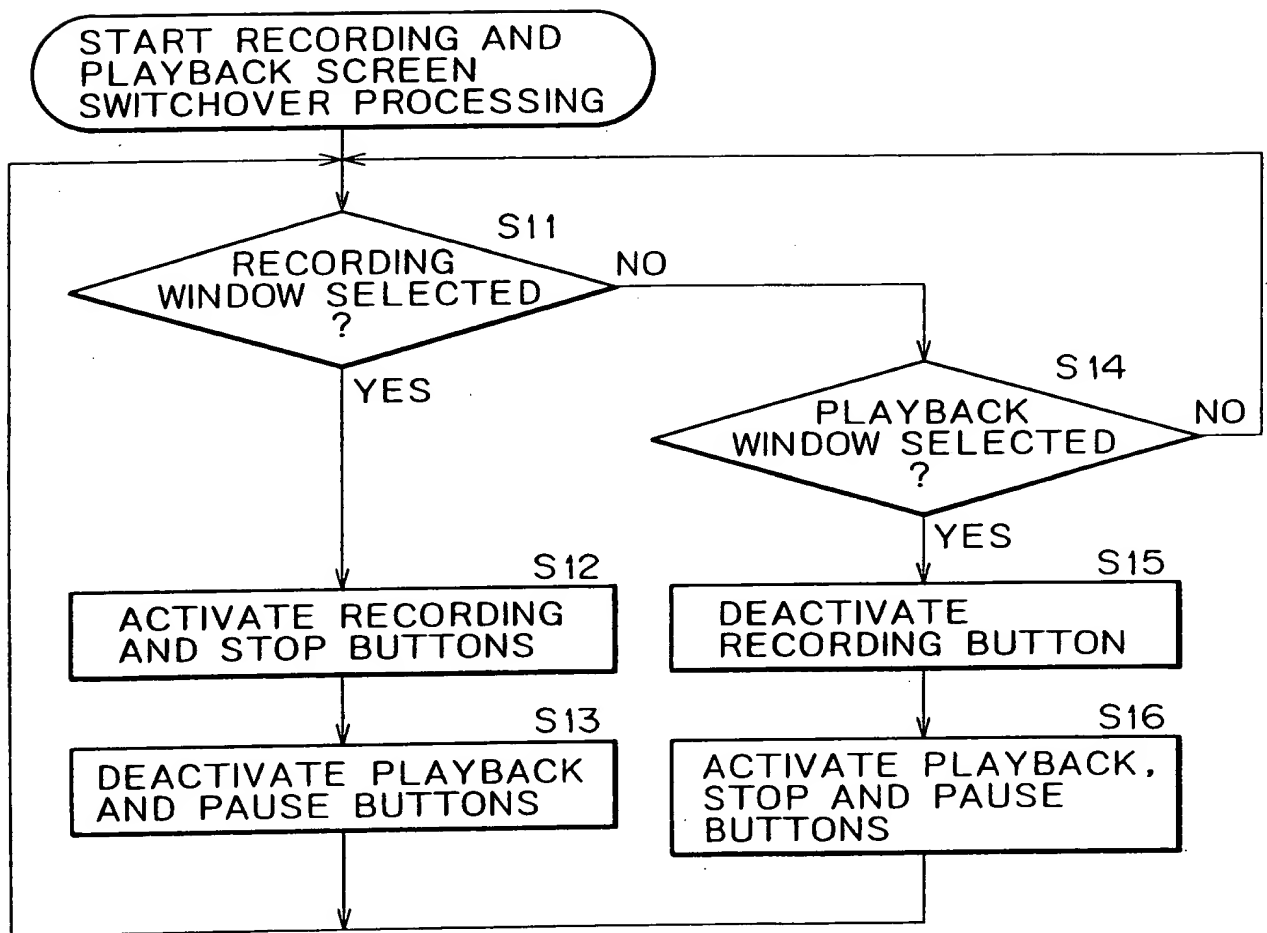 START RECORDING AND
PLAYBACK SCREEN
SWITCHOVER PROCESSING
S11
RECORDING
WINDOW SELECTED
?
NO
YES
S14
PLAYBACK
WINDOW SELECTED
?
NO
YES
S12
ACTIVATE RECORDING
AND STOP BUTTONS
S15
DEACTIVATE
RECORDING BUTTON
S13
DEACTIVATE PLAYBACK
AND PAUSE BUTTONS
S16
ACTIVATE PLAYBACK,
STOP AND PAUSE
BUTTONS